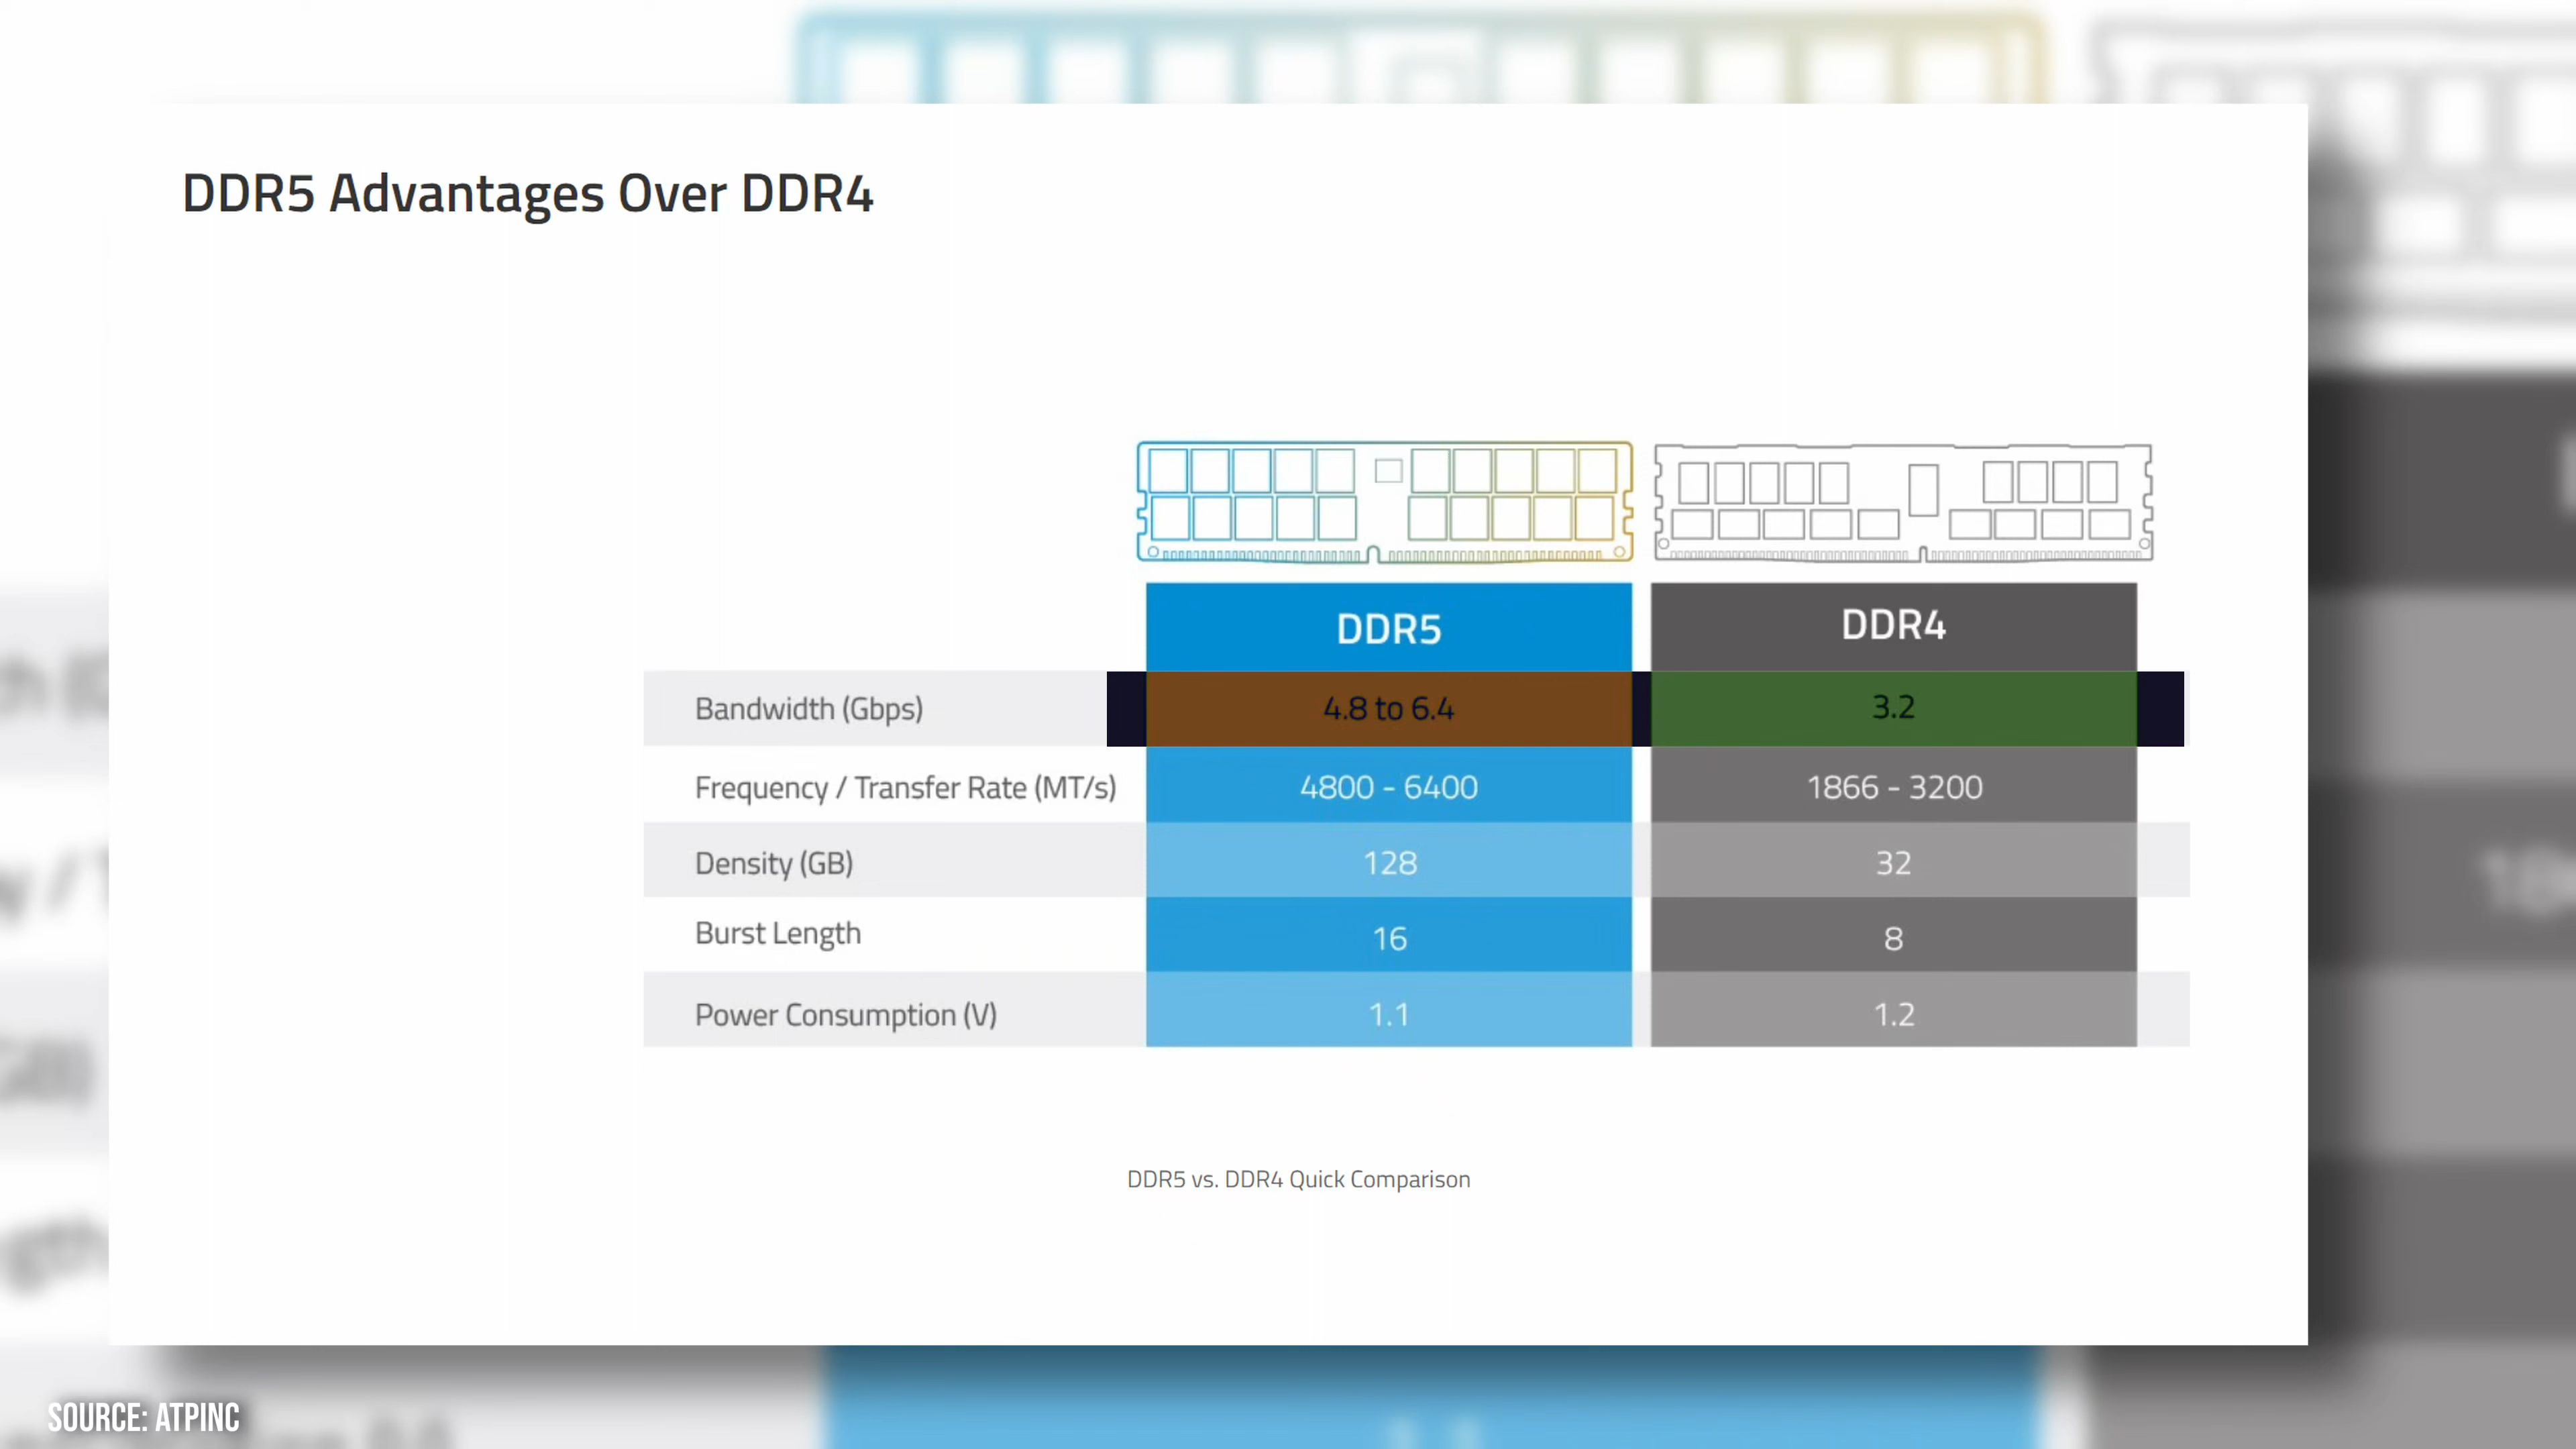 DDR5 Advantages Over DDR4
DDR5 DDR4
Bandwidth (Gbps) 4.8 to 6.4 3.2
Frequency / Transfer Rate (MT/s) 4800 - 6400 1866 - 3200
Density (GB) 128 32
Burst Length 16 8
Power Consumption (V) 1.1 1.2
DDR5 vs. DDR4 Quick Comparison
SOURCE: ATPINC